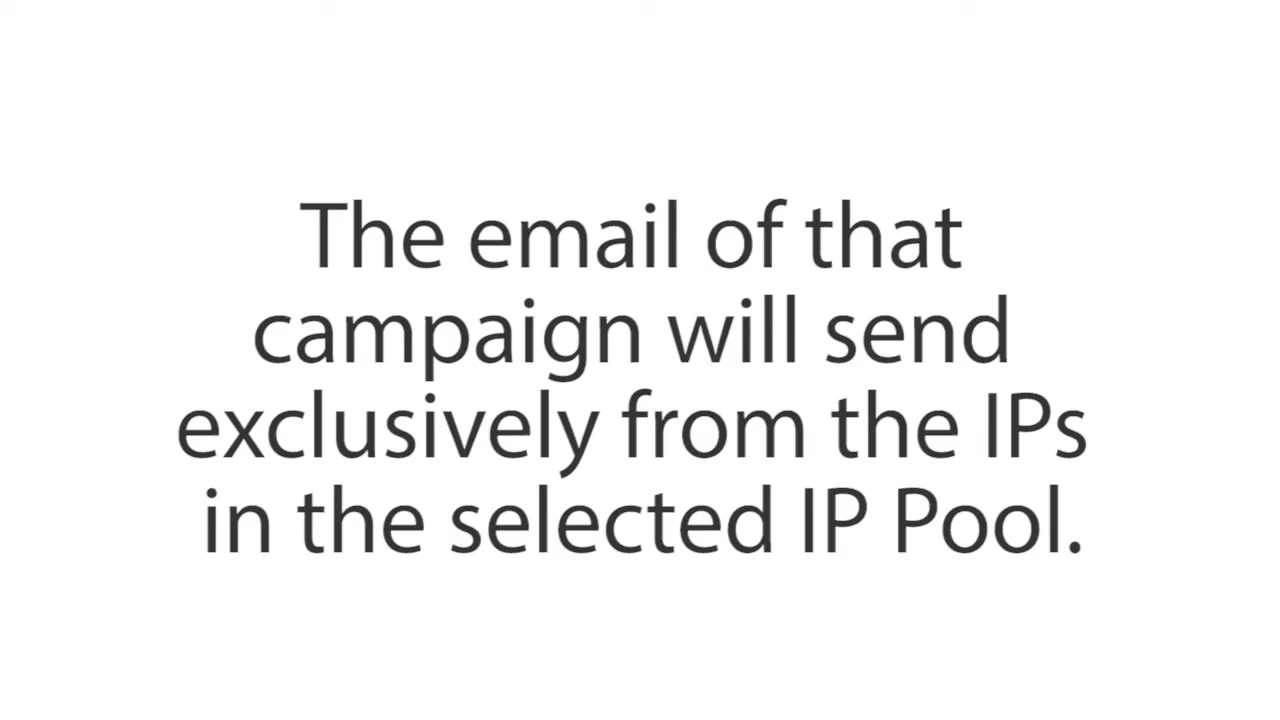 The email of that
campaign will send
exclusively from the IPs
in the selected IP Pool.